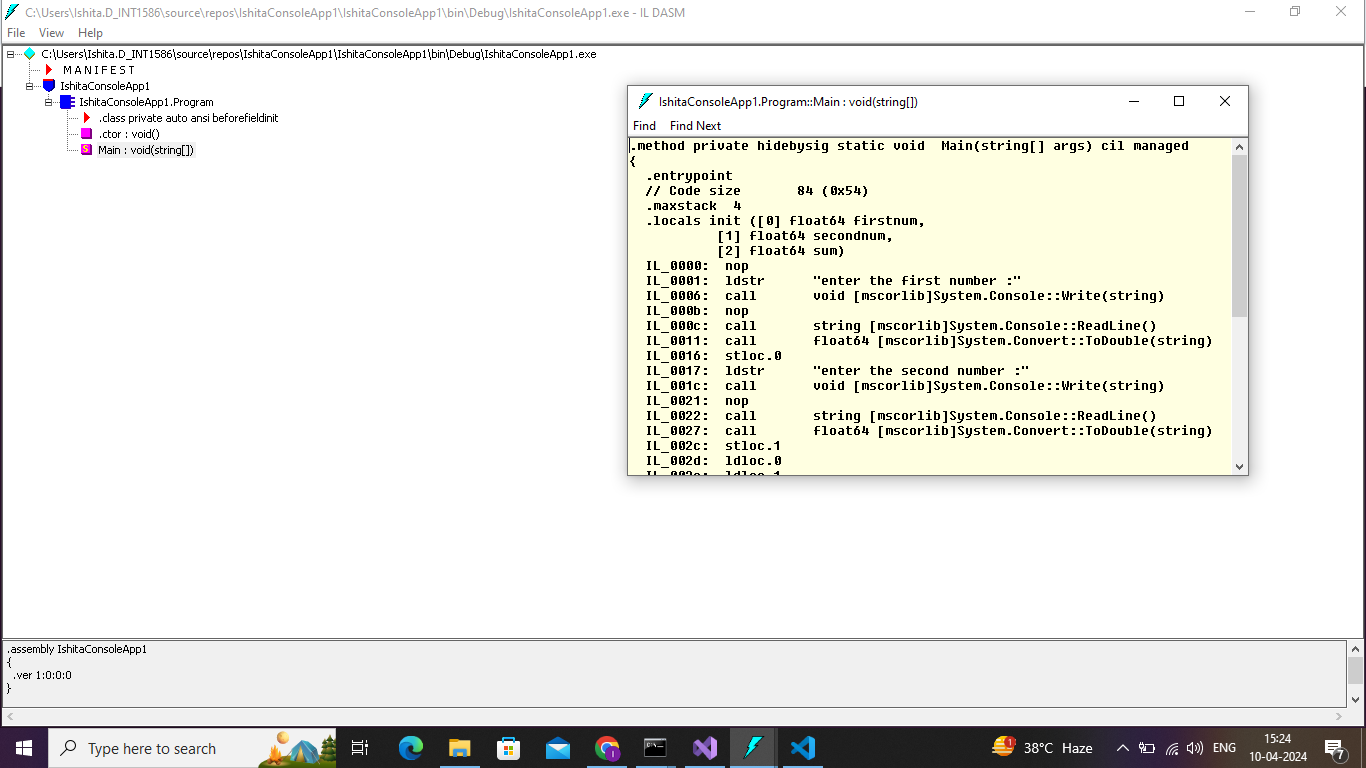 C:\Users\Ishita.D_INT1586\source\repos\IshitaConsoleApp1\IshitaConsoleApp1\bin\Debug\IshitaConsoleApp1.exe - IL DASM
File View Help
C:\Users\Ishita.D_INT1586\source\repos\IshitaConsoleApp1\IshitaConsoleApp1\bin\Debug\IshitaConsoleApp1.exe
M A N I F E S T
IshitaConsoleApp1
IshitaConsoleApp1.Program
.class private auto ansi beforefieldinit
.ctor : void()
S Main : void(string[])
IshitaConsoleApp1.Program::Main : void(string[])
Find Find Next
.method private hidebysig static void  Main(string[] args) cil managed
{
  .entrypoint
  // Code size       84 (0x54)
  .maxstack  4
  .locals init ([0] float64 firstnum,
           [1] float64 secondnum,
           [2] float64 sum)
  IL_0000:  nop
  IL_0001:  ldstr      "enter the first number :"
  IL_0006:  call       void [mscorlib]System.Console::Write(string)
  IL_000b:  nop
  IL_000c:  call       string [mscorlib]System.Console::ReadLine()
  IL_0011:  call       float64 [mscorlib]System.Convert::ToDouble(string)
  IL_0016:  stloc.0
  IL_0017:  ldstr      "enter the second number :"
  IL_001c:  call       void [mscorlib]System.Console::Write(string)
  IL_0021:  nop
  IL_0022:  call       string [mscorlib]System.Console::ReadLine()
  IL_0027:  call       float64 [mscorlib]System.Convert::ToDouble(string)
  IL_002c:  stloc.1
  IL_002d:  ldloc.0
  IL_002e:  ldloc.1
.assembly IshitaConsoleApp1
{
  .ver 1:0:0:0
}
Type here to search
1 38°C Haze
ENG
15:24
10-04-2024
7